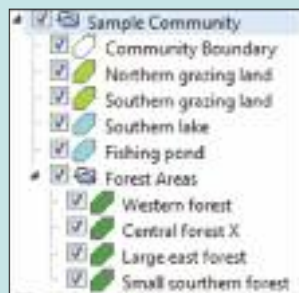 Sample Community
Community Boundary
Northern grazing land
Southern grazing land
Southern lake
Fishing pond
Forest Areas
Western forest
Central forest X
Large east forest
Small sourthern forest